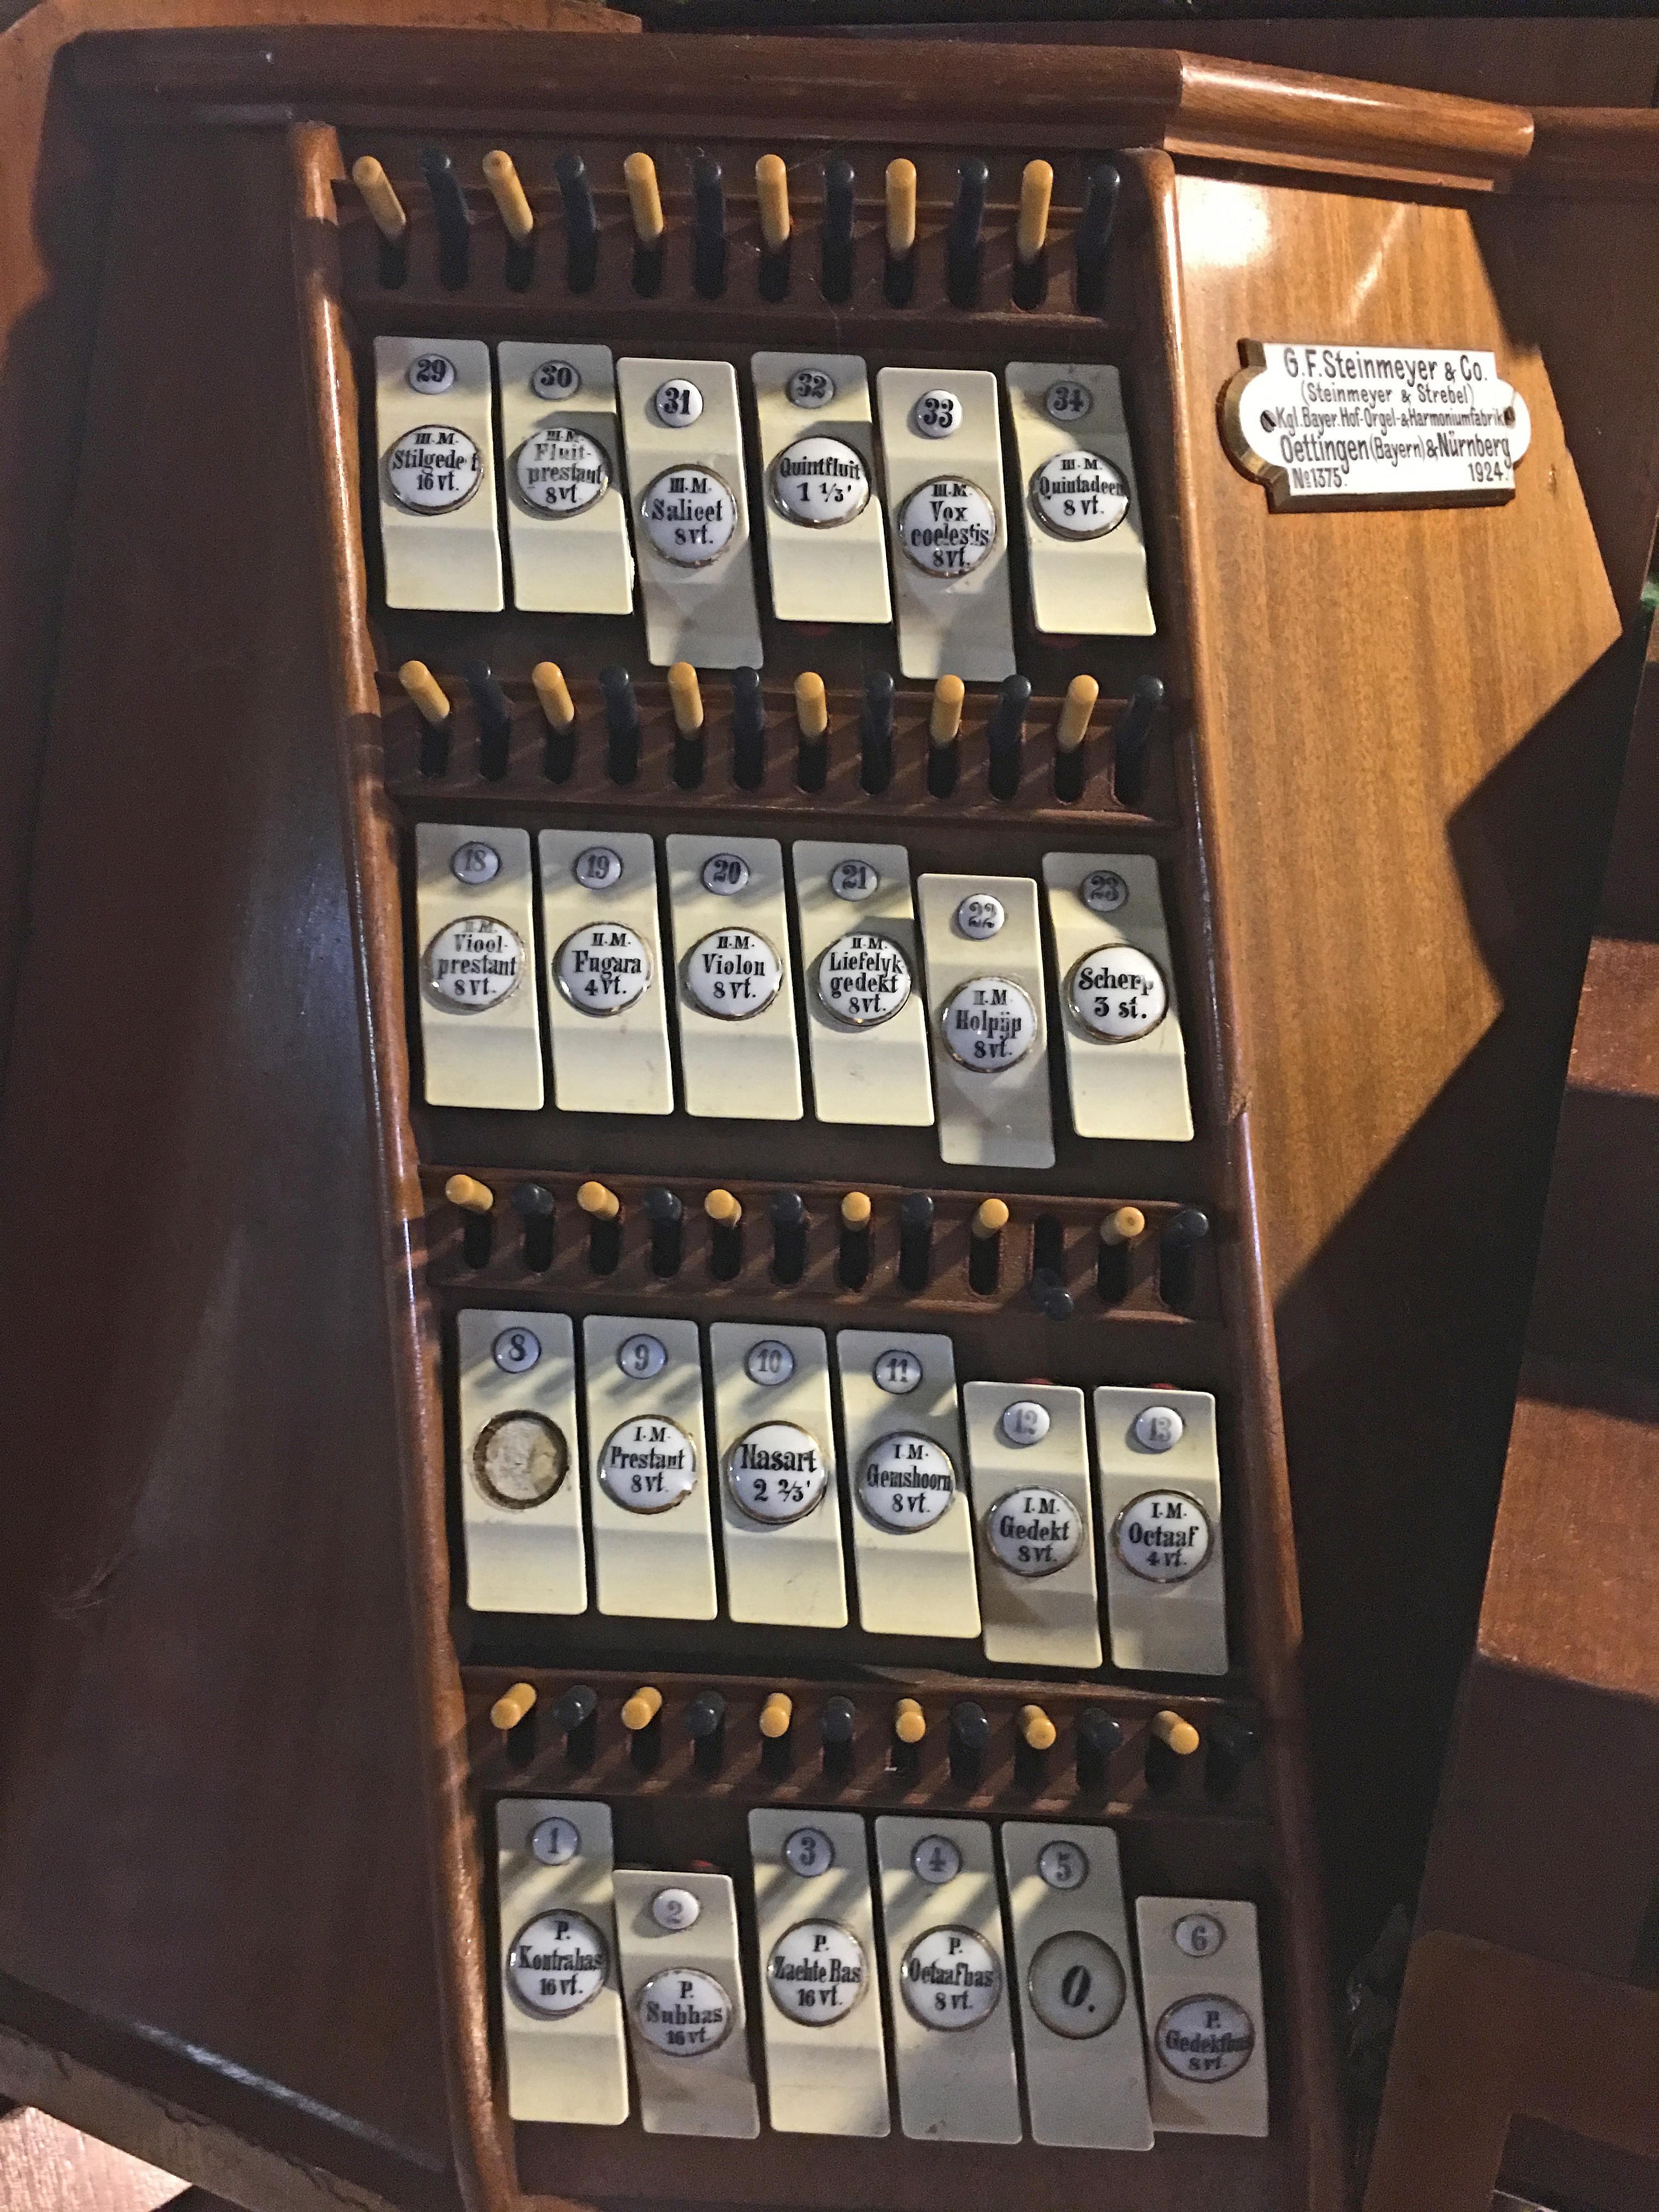 29
III. M.
Stilgedekt
16 vt.
30
III. M.
Fluit-
prestant
8 vt.
31
III. M.
Salicet
8 vt.
32
Quintfluit
1 1/3'
33
III. M.
Vox
coelestis
8 vt.
34
III. M.
Quintadeen
8 vt.
G. F. Steinmeyer & Co.
(Steinmeyer & Strebel)
Kgl. Bayer. Hof-Orgel-& Harmoniumfabrik
Oettingen (Bayern) & Nürnberg
No 1375. 1924.
18
II. M.
Viool-
prestant
8 vt.
19
II. M.
Fugara
4 vt.
20
II. M.
Violon
8 vt.
21
II. M.
Liefelyk
gedekt
8 vt.
22
II. M.
Holpijp
8 vt.
23
Scherp
3 st.
8
9
I. M.
Prestant
8 vt.
10
Nasart
2 2/3'
11
I. M.
Gemshoorn
8 vt.
12
I. M.
Gedekt
8 vt.
13
I. M.
Octaaf
4 vt.
1
P.
Kontrabas
16 vt.
2
P.
Subbas
16 vt.
3
P.
Zachte Bas
16 vt.
4
P.
Octaafbas
8 vt.
5
0.
6
P.
Gedektbas
8 vt.